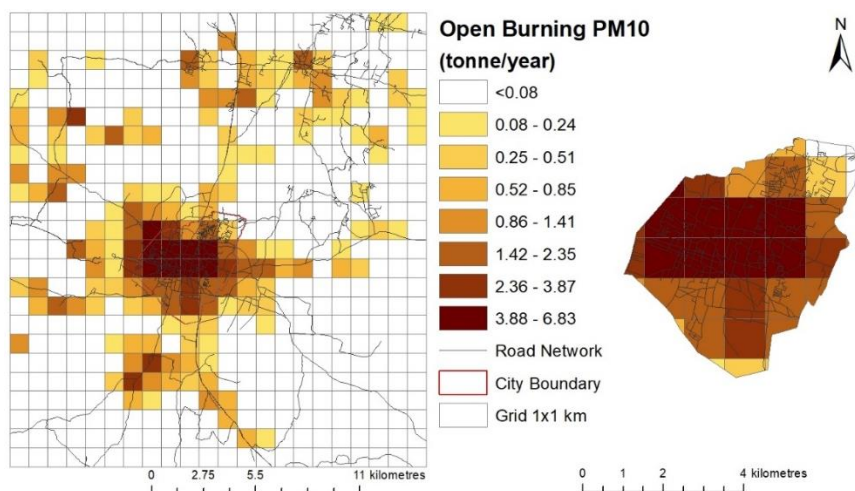 Open Burning PM10
(tonne/year)
<0.08
0.08 - 0.24
0.25 - 0.51
0.52 - 0.85
0.86 - 1.41
1.42 - 2.35
2.36 - 3.87
3.88 - 6.83
Road Network
City Boundary
Grid 1x1 km
N
0 2.75 5.5 11 kilometres
0 1 2 4 kilometres